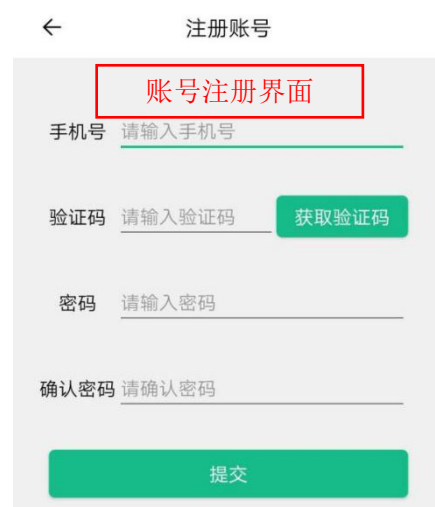 ← 注册账号
账号注册界面
手机号 请输入手机号
验证码 请输入验证码 获取验证码
密码 请输入密码
确认密码 请确认密码
提交